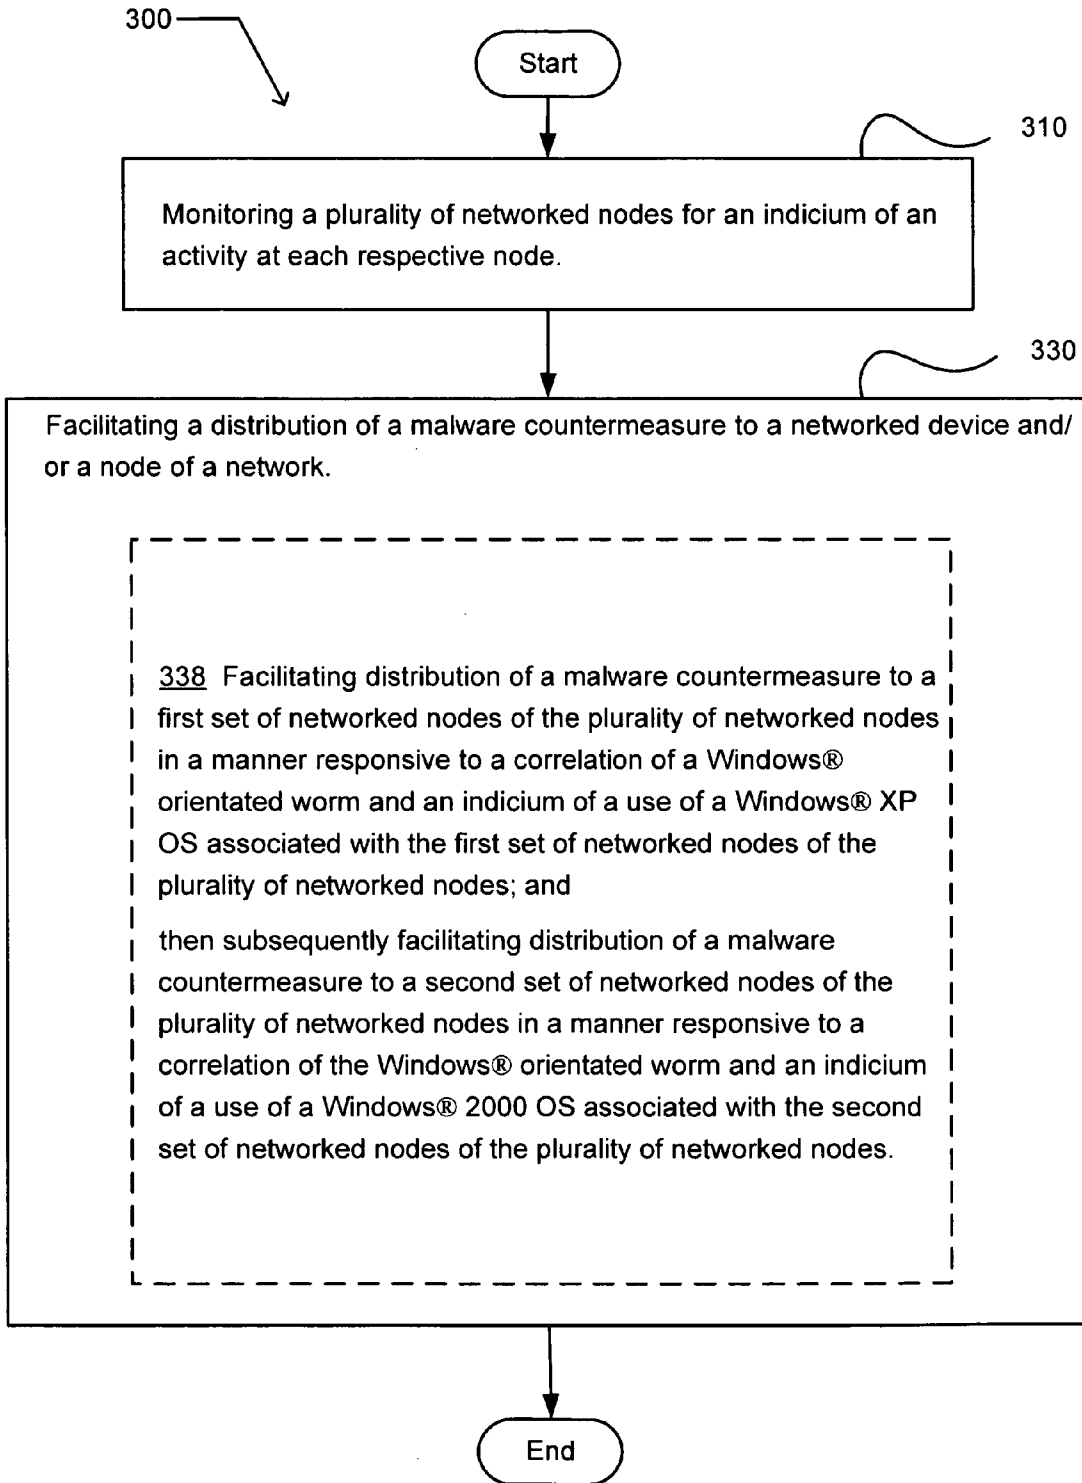 300
Start
310
Monitoring a plurality of networked nodes for an indicium of an
activity at each respective node.
330
Facilitating a distribution of a malware countermeasure to a networked device and/
or a node of a network.
338 Facilitating distribution of a malware countermeasure to a
first set of networked nodes of the plurality of networked nodes
in a manner responsive to a correlation of a Windows®
orientated worm and an indicium of a use of a Windows® XP
OS associated with the first set of networked nodes of the
plurality of networked nodes; and
then subsequently facilitating distribution of a malware
countermeasure to a second set of networked nodes of the
plurality of networked nodes in a manner responsive to a
correlation of the Windows® orientated worm and an indicium
of a use of a Windows® 2000 OS associated with the second
set of networked nodes of the plurality of networked nodes.
End